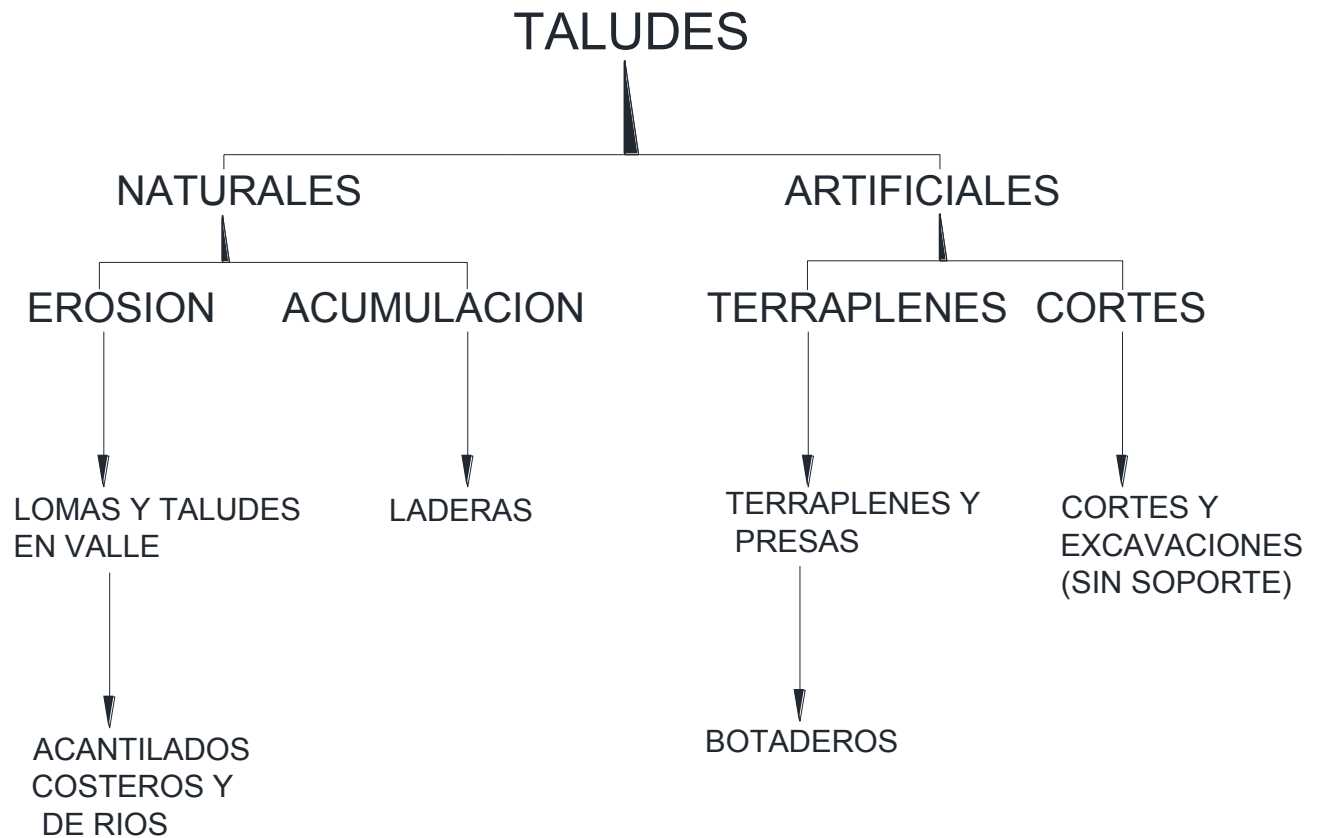 TALUDES
NATURALES
ARTIFICIALES
EROSION
ACUMULACION
TERRAPLENES
CORTES
LOMAS Y TALUDES
EN VALLE
LADERAS
TERRAPLENES Y
PRESAS
CORTES Y
EXCAVACIONES
(SIN SOPORTE)
ACANTILADOS
COSTEROS Y
DE RIOS
BOTADEROS